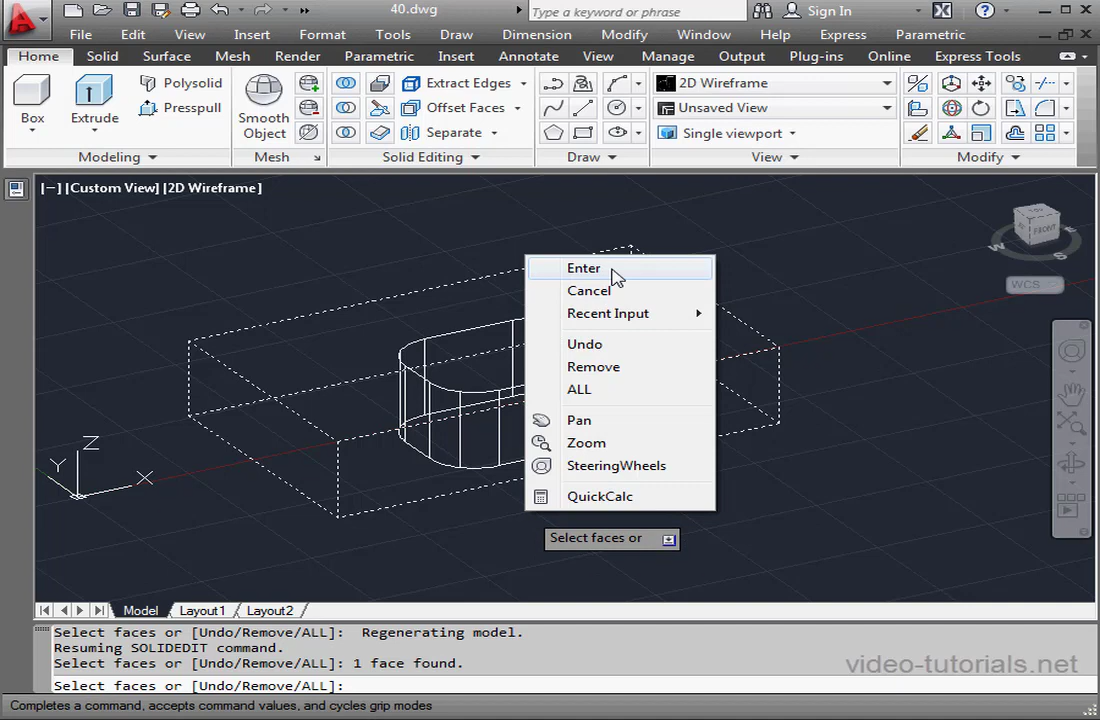 40.dwg
Type a keyword or phrase
Sign In
File Edit View Insert Format Tools Draw Dimension Modify Window Help Express Parametric
Home Solid Surface Mesh Render Parametric Insert Annotate View Manage Output Plug-ins Online Express Tools
Box
Extrude
Polysolid
Presspull
Modeling
Smooth
Object
Mesh
Extract Edges
Offset Faces
Separate
Solid Editing
Draw
2D Wireframe
Unsaved View
Single viewport
View
Modify
[−] [Custom View] [2D Wireframe]
FRONT
W
S
WCS
Enter
Cancel
Recent Input
Undo
Remove
ALL
Pan
Zoom
SteeringWheels
QuickCalc
Z
Y
X
Select faces or
Model Layout1 Layout2
Select faces or [Undo/Remove/ALL]:  Regenerating model.
Resuming SOLIDEDIT command.
Select faces or [Undo/Remove/ALL]: 1 face found.
Select faces or [Undo/Remove/ALL]:
video-tutorials.net
Completes a command, accepts command values, and cycles grip modes